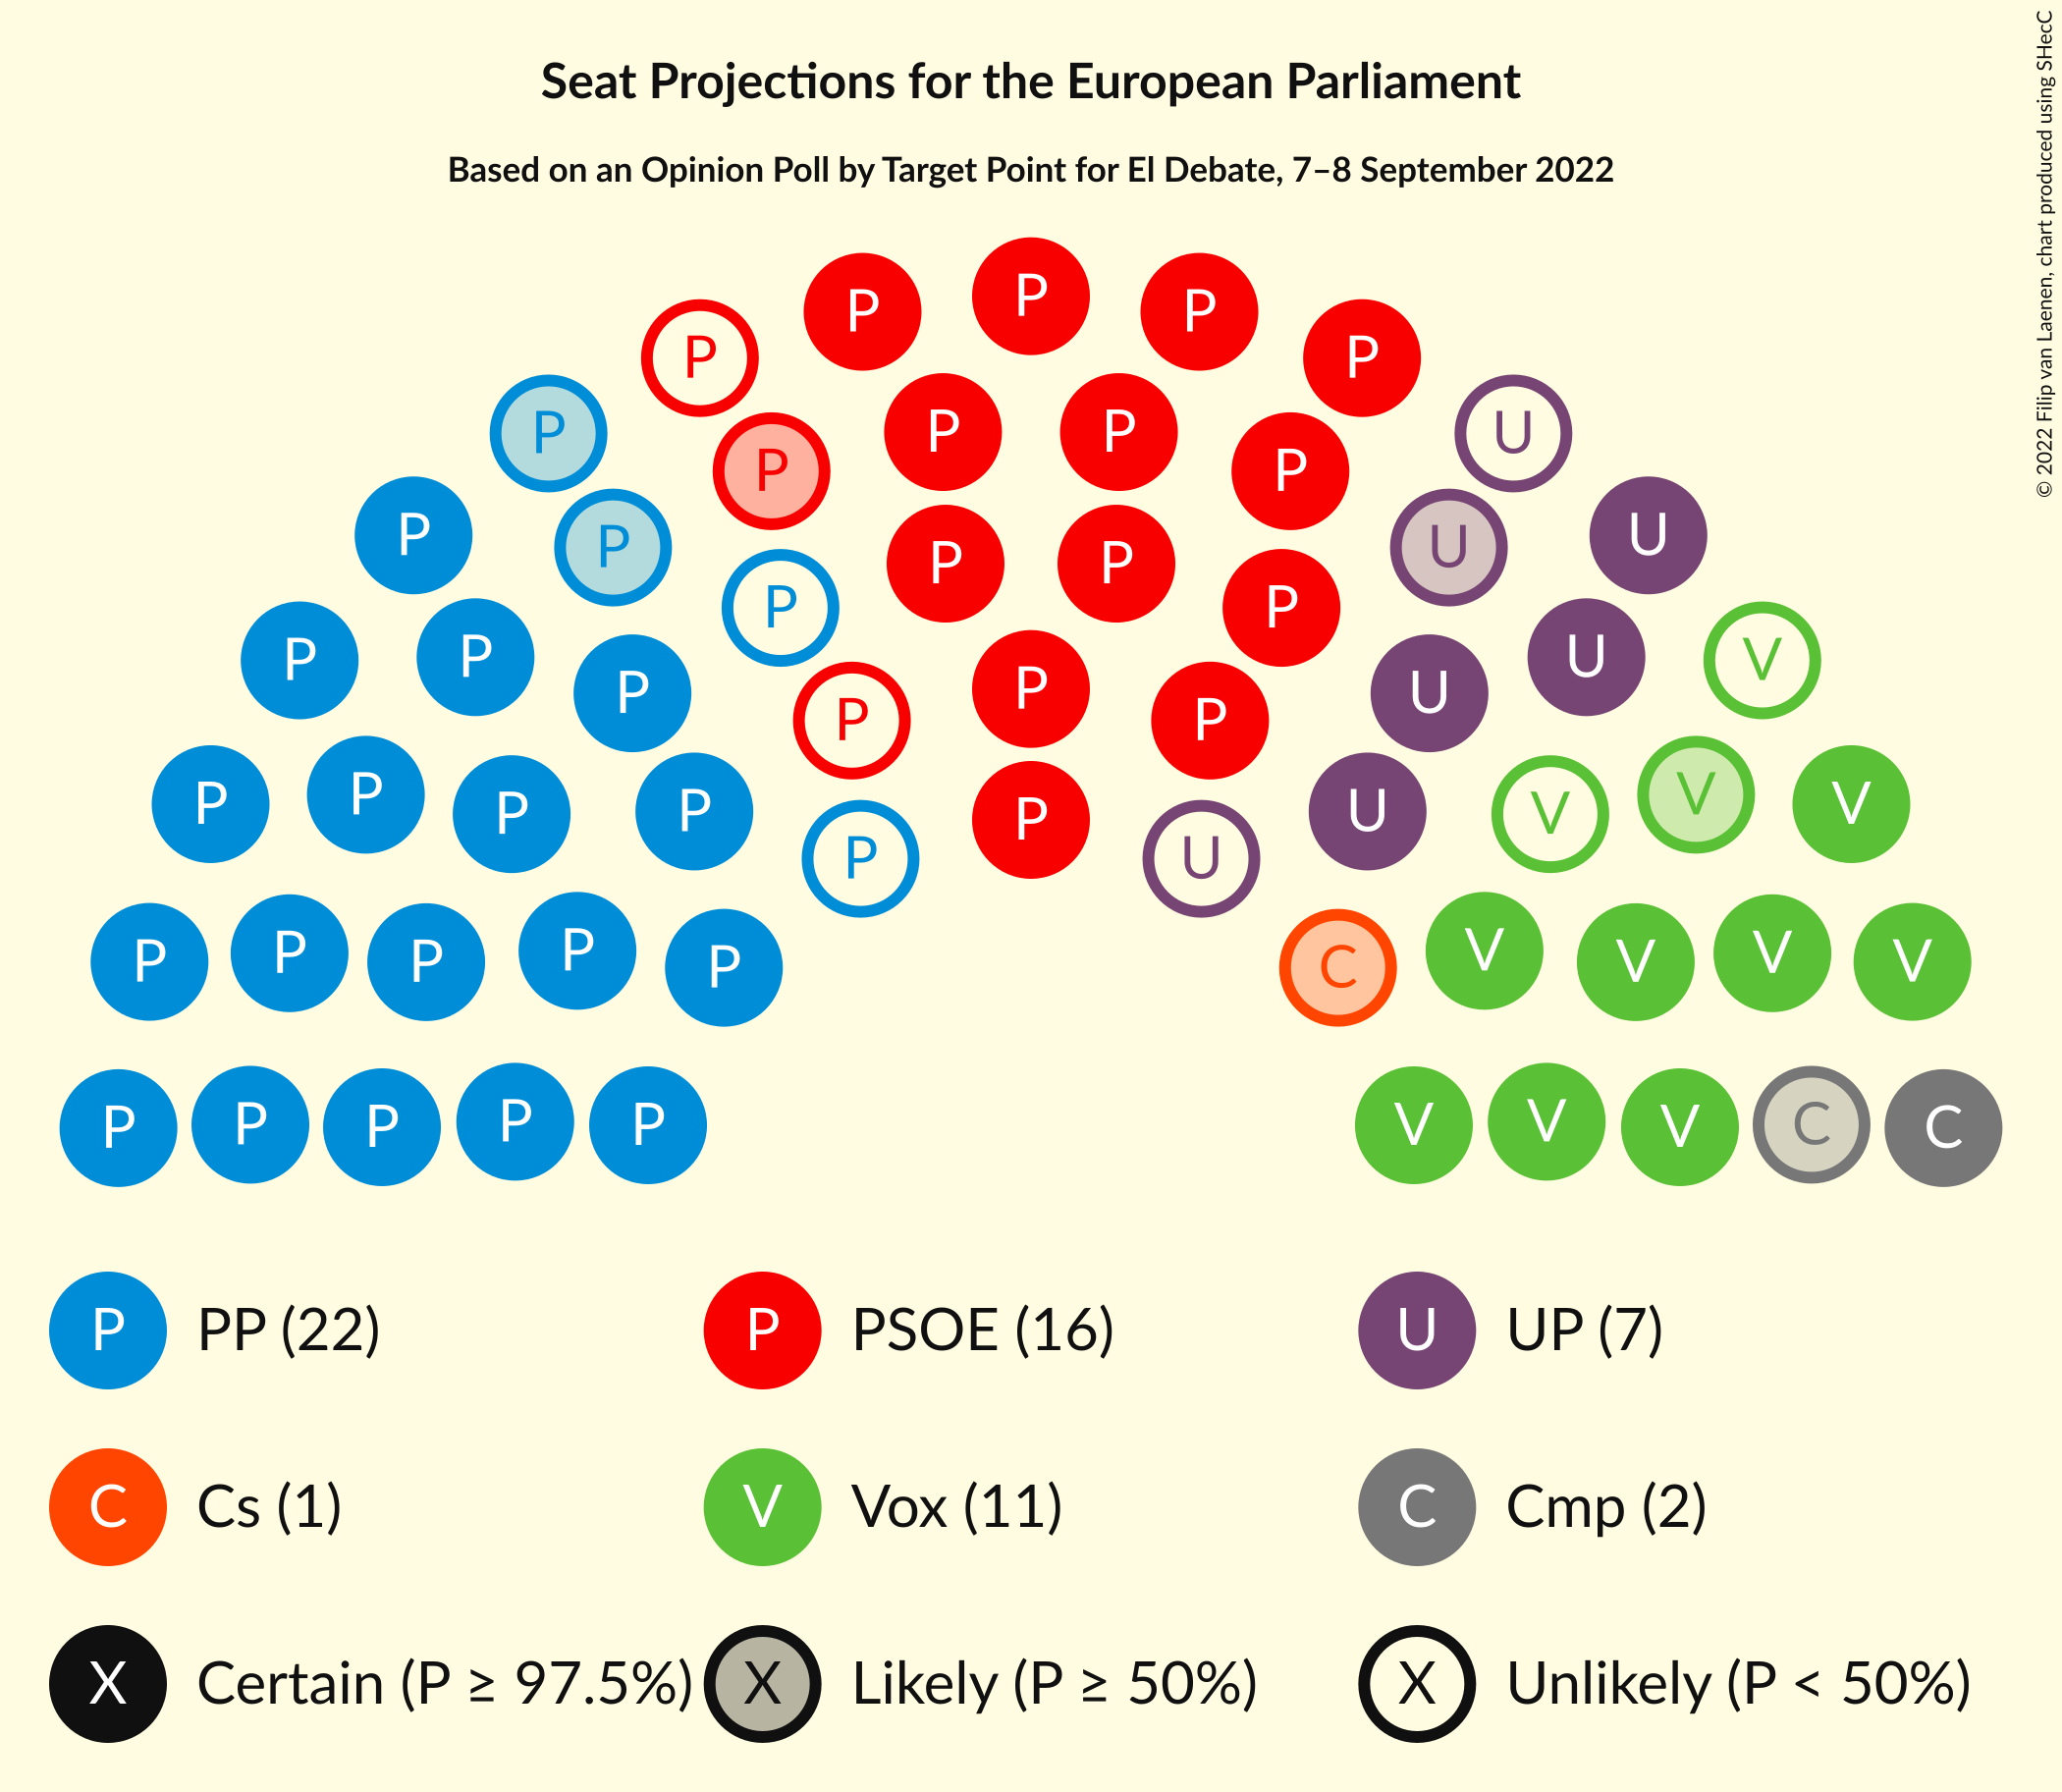 Seat Projections for the European Parliament
Based on an Opinion Poll by Target Point for El Debate, 7–8 September 2022
© 2022 Filip van Laenen, chart produced using SHecC
P
P P
P P
P P U
P P P
P P U
P P U U
P P P
P P P U
P P U V
P P U
P P P
P P U
P P V V
P P V V
P P
P U
P P C
P P P V V V V
P P P P P V V V C C
P PP (22) P PSOE (16) U UP (7)
C Cs (1) V Vox (11) C Cmp (2)
X Certain (P ≥ 97.5%) X Likely (P ≥ 50%) X Unlikely (P < 50%)